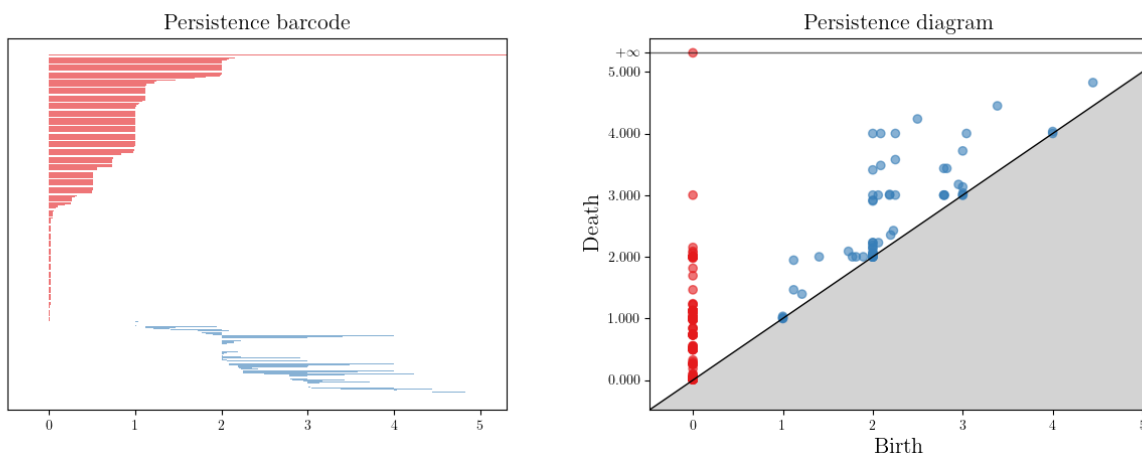 Persistence barcode
0 1 2 3 4 5
Persistence diagram
+∞
5.000
4.000
3.000
2.000
1.000
0.000
Death
0 1 2 3 4 5
Birth